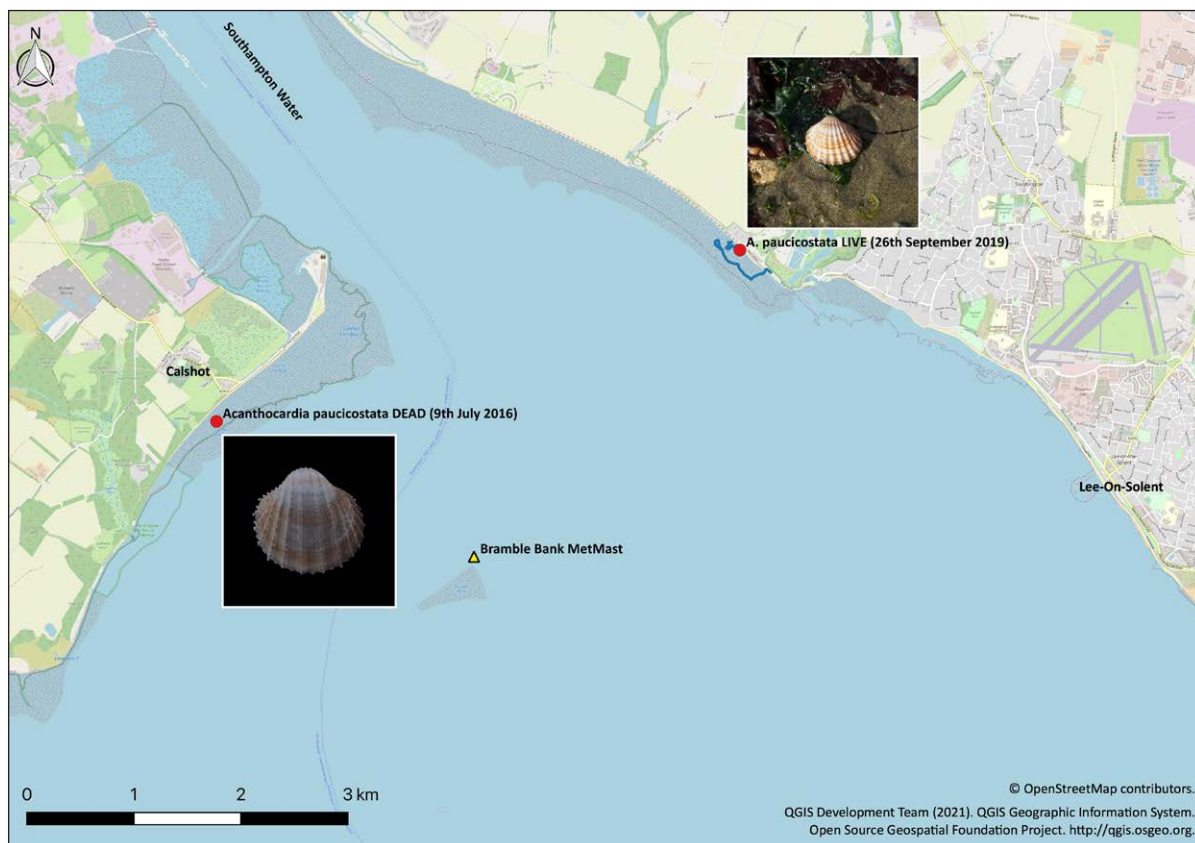 N
Southampton Water
A. paucicostata LIVE (26th September 2019)
Calshot
Acanthocardia paucicostata DEAD (9th July 2016)
Lee-On-Solent
Bramble Bank MetMast
0 1 2 3 km
© OpenStreetMap contributors.
QGIS Development Team (2021). QGIS Geographic Information System.
Open Source Geospatial Foundation Project. http://qgis.osgeo.org.